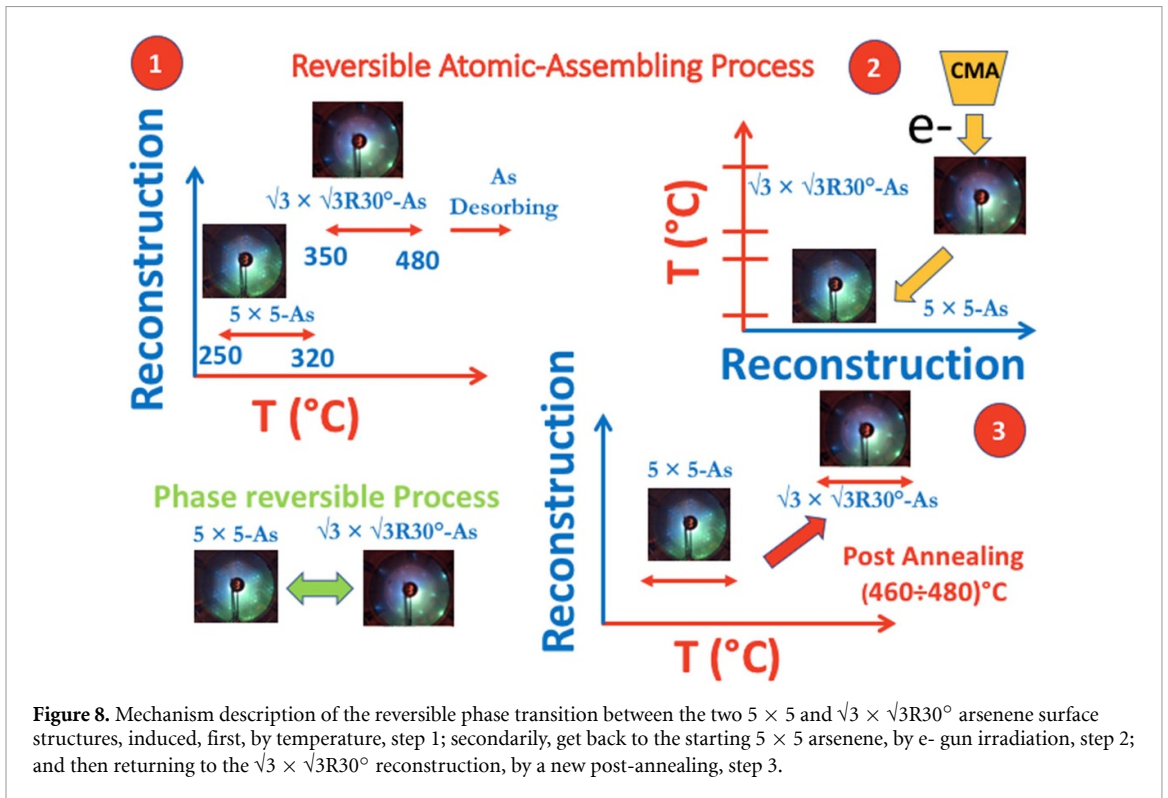 1
Reversible Atomic-Assembling Process
2
CMA
e-
Reconstruction
√3 × √3R30°-As
As
Desorbing
350
480
5 × 5-As
250
320
T (°C)
T (°C)
√3 × √3R30°-As
5 × 5-As
Reconstruction
Phase reversible Process
5 × 5-As
√3 × √3R30°-As
3
Reconstruction
5 × 5-As
√3 × √3R30°-As
Post Annealing
(460÷480)°C
T (°C)
Figure 8. Mechanism description of the reversible phase transition between the two 5 × 5 and √3 × √3R30° arsenene surface
structures, induced, first, by temperature, step 1; secondarily, get back to the starting 5 × 5 arsenene, by e- gun irradiation, step 2;
and then returning to the √3 × √3R30° reconstruction, by a new post-annealing, step 3.